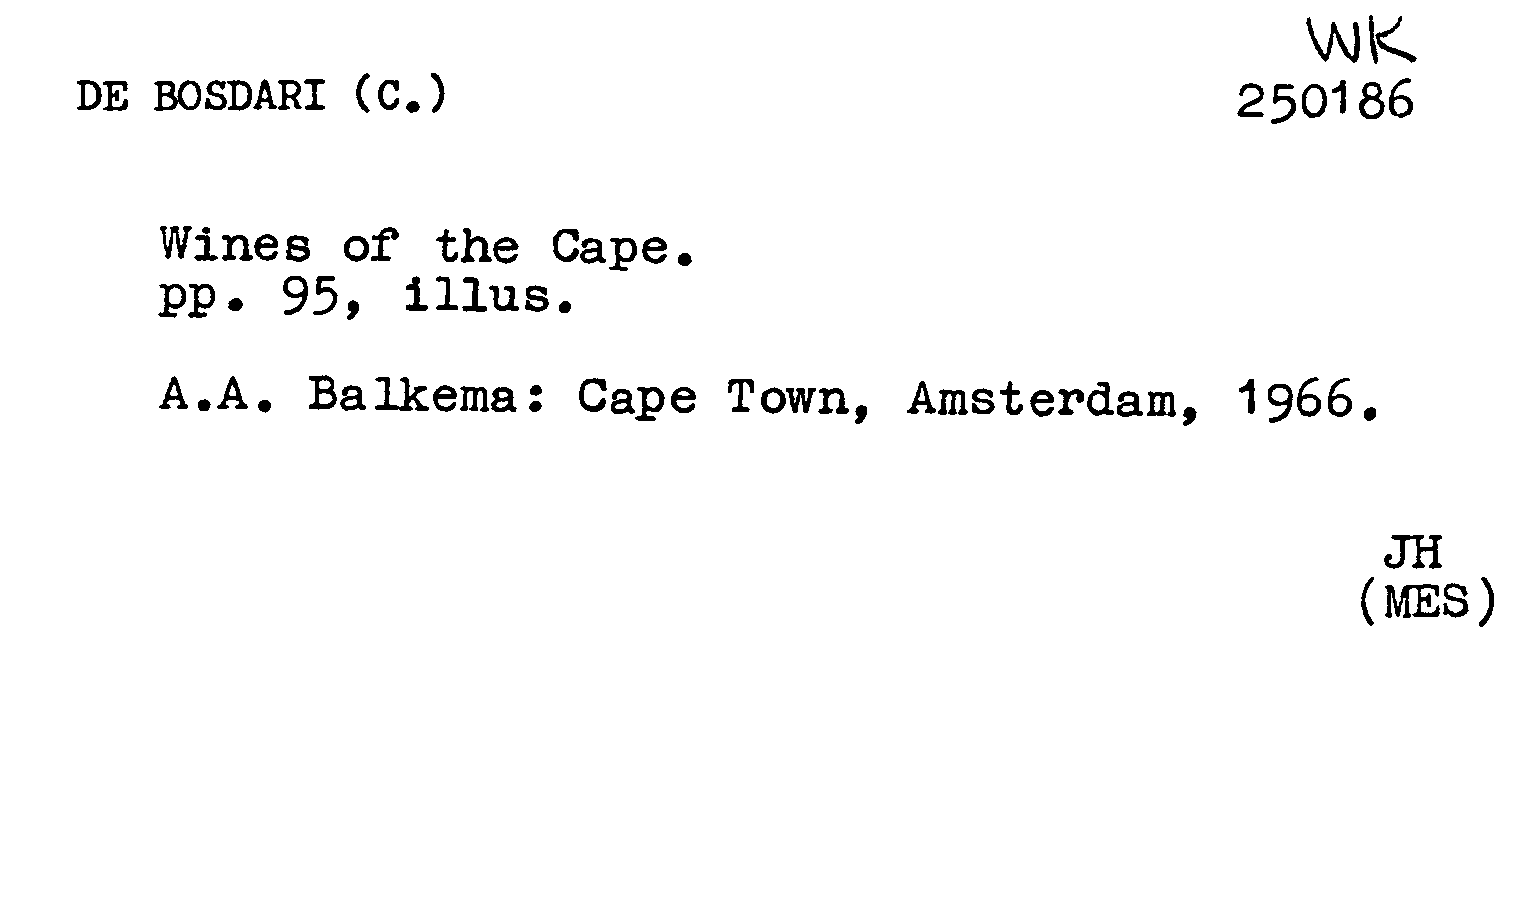 WK
DE BOSDARI (C.)
250186
Wines of the Cape.
pp. 95, illus.
A.A. Balkema: Cape Town, Amsterdam, 1966.
JH
(MES)